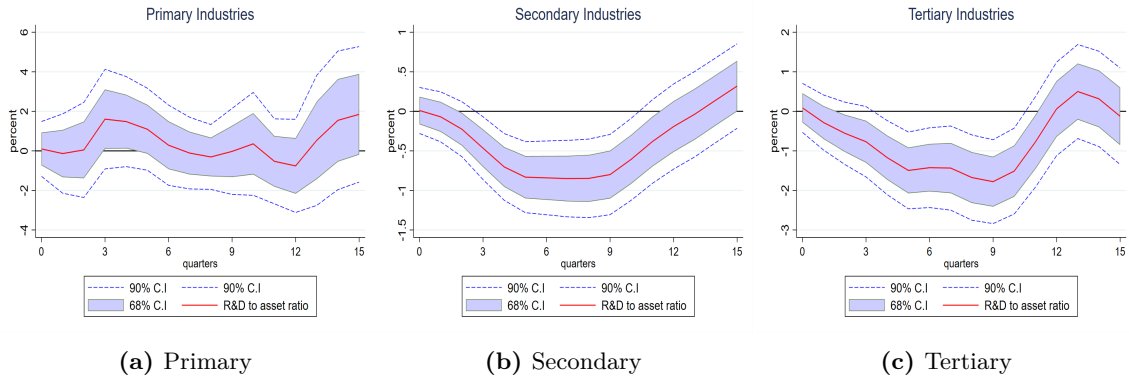 Primary Industries
6
4
2
0
-2
-4
percent
0 3 6 9 12 15
quarters
90% C.I 90% C.I
68% C.I R&D to asset ratio
(a) Primary
Secondary Industries
1
.5
0
-.5
-1
-1.5
percent
0 3 6 9 12 15
quarters
90% C.I 90% C.I
68% C.I R&D to asset ratio
(b) Secondary
Tertiary Industries
2
1
0
-1
-2
-3
percent
0 3 6 9 12 15
quarters
90% C.I 90% C.I
68% C.I R&D to asset ratio
(c) Tertiary